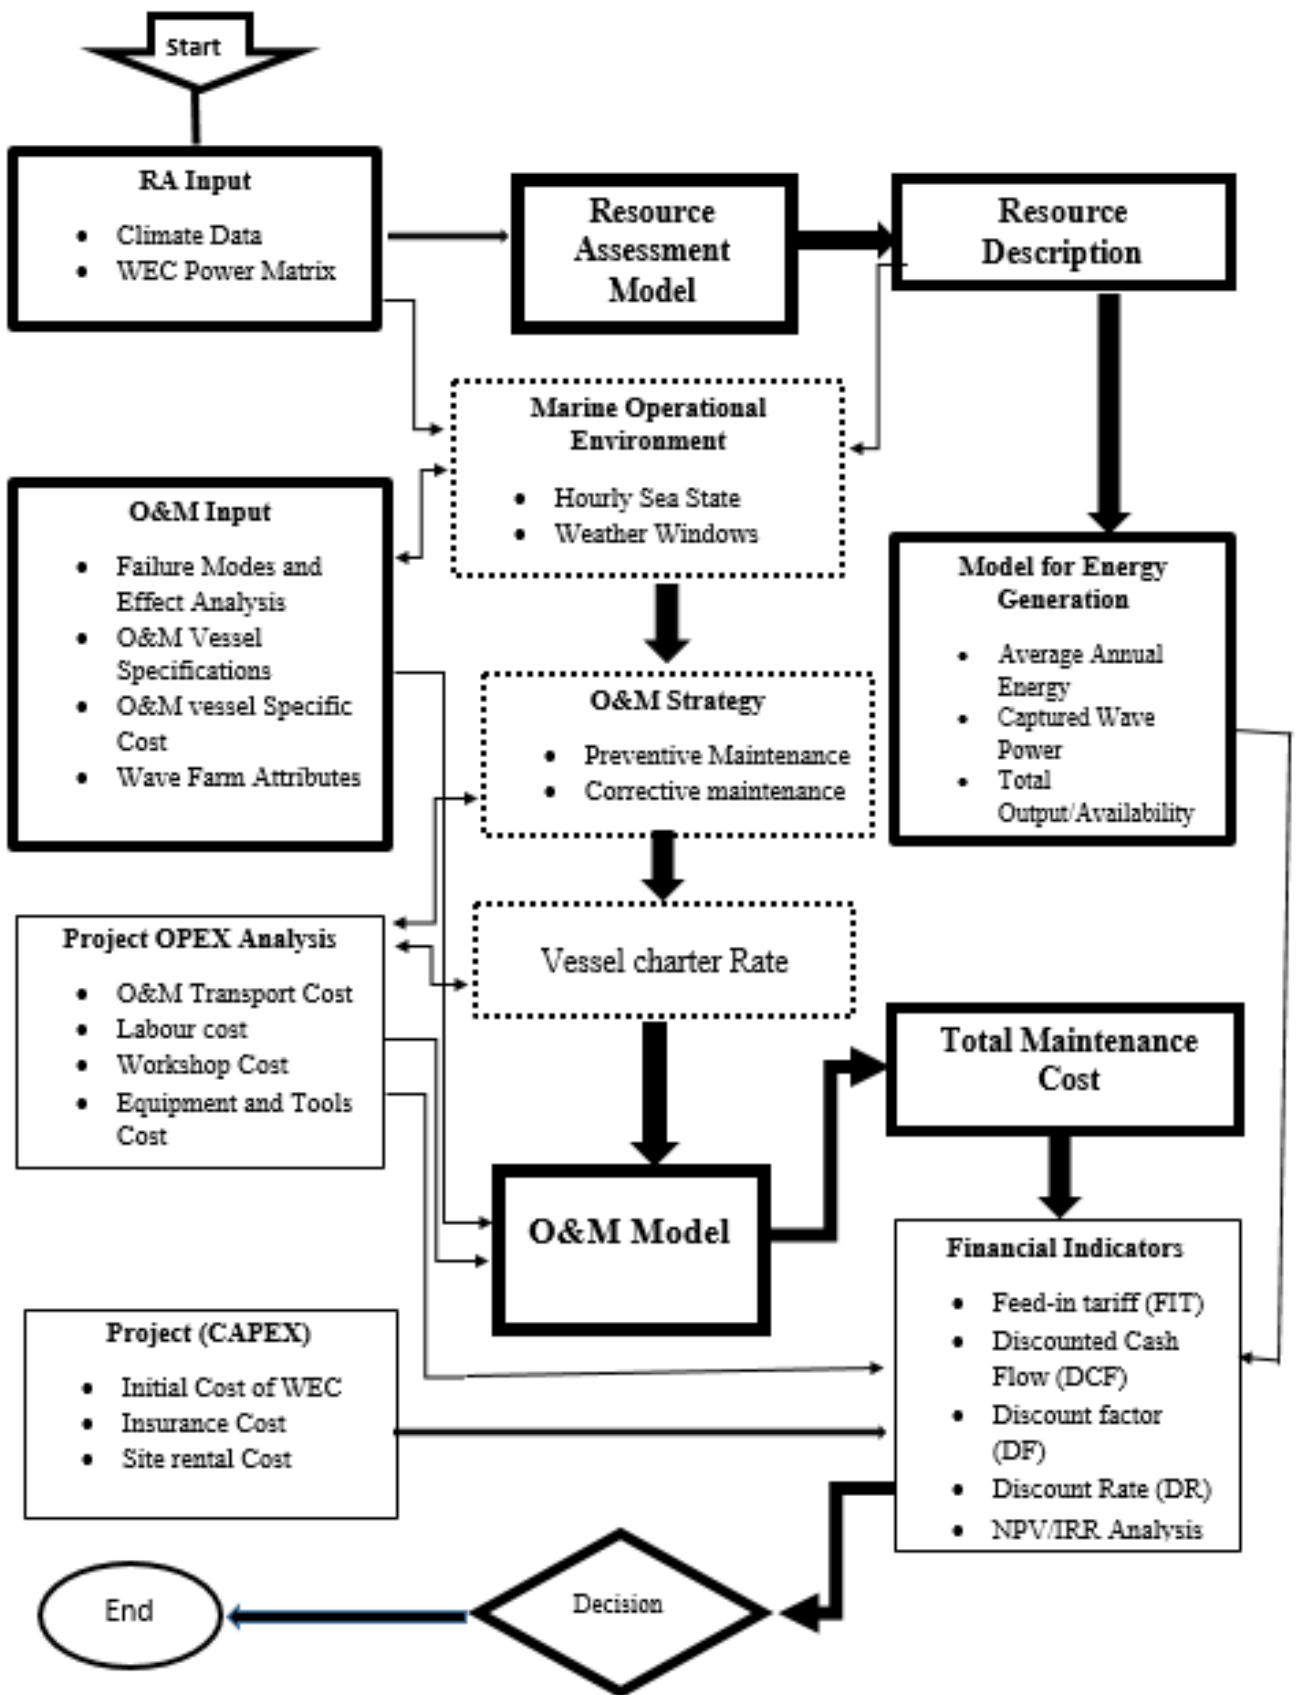 Start
RA Input
• Climate Data
• WEC Power Matrix
Resource
Assessment
Model
Resource
Description
Marine Operational
Environment
• Hourly Sea State
• Weather Windows
O&M Input
• Failure Modes and
Effect Analysis
• O&M Vessel
Specifications
• O&M vessel Specific
Cost
• Wave Farm Attributes
Model for Energy
Generation
• Average Annual
Energy
• Captured Wave
Power
• Total
Output/Availability
O&M Strategy
• Preventive Maintenance
• Corrective maintenance
Project OPEX Analysis
• O&M Transport Cost
• Labour cost
• Workshop Cost
• Equipment and Tools
Cost
Vessel charter Rate
Total Maintenance
Cost
O&M Model
Financial Indicators
• Feed-in tariff (FIT)
• Discounted Cash
Flow (DCF)
• Discount factor
(DF)
• Discount Rate (DR)
• NPV/IRR Analysis
Project (CAPEX)
• Initial Cost of WEC
• Insurance Cost
• Site rental Cost
Decision
End